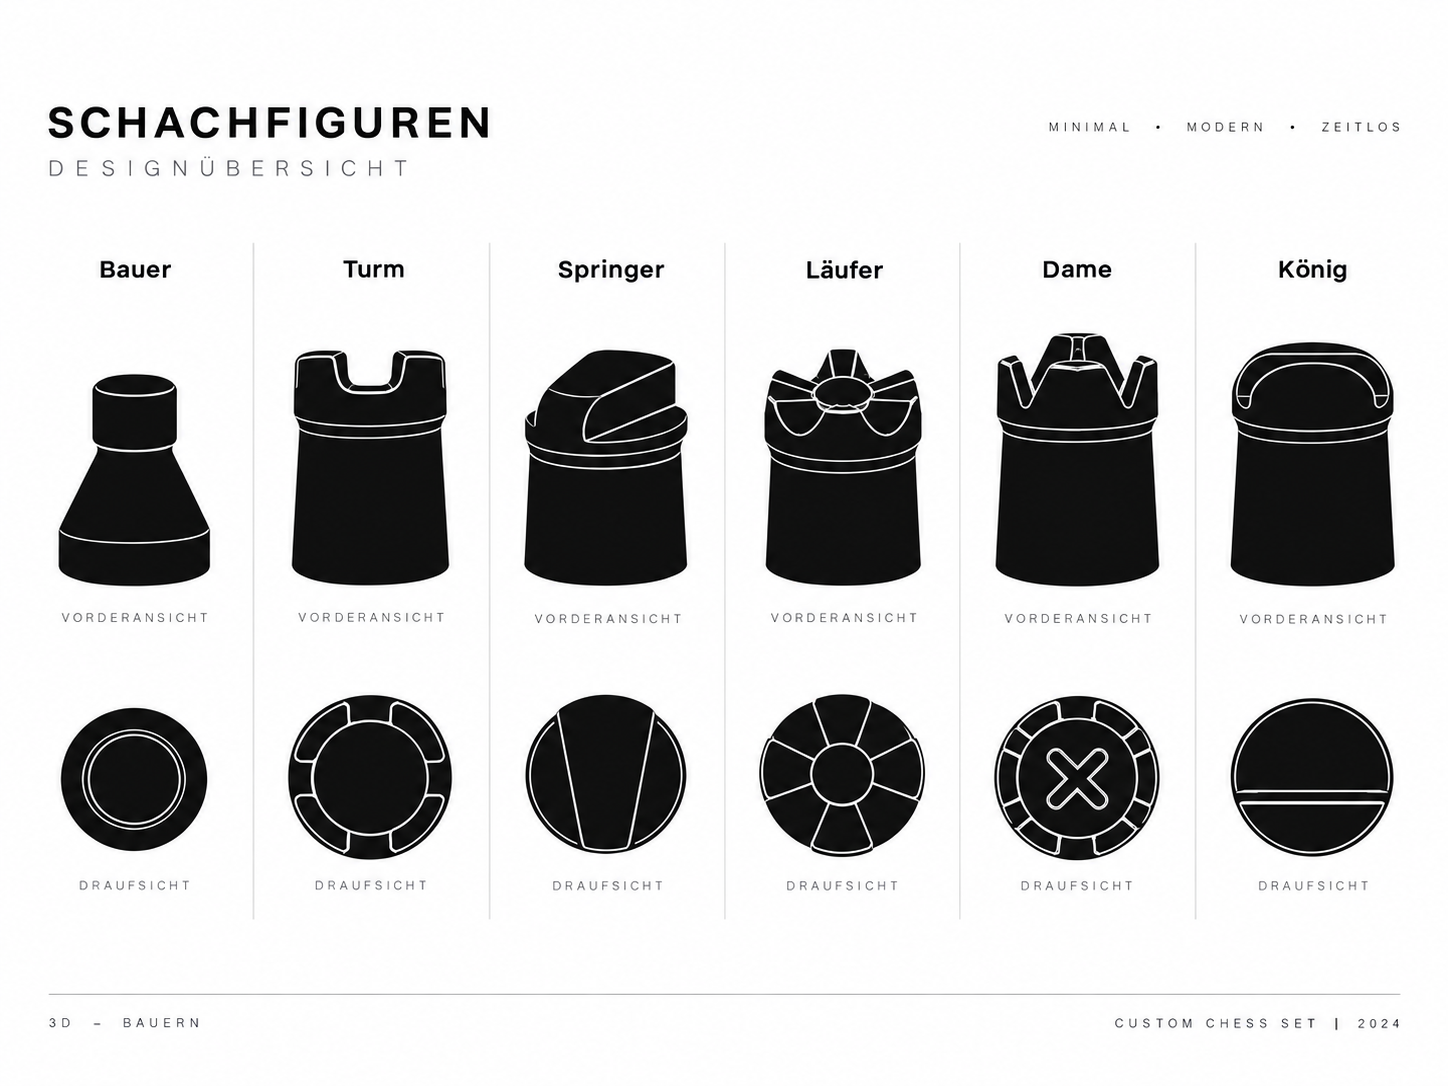 SCHACHFIGUREN
DESIGNÜBERSICHT
MINIMAL • MODERN • ZEITLOS
Bauer
Turm
Springer
Läufer
Dame
König
VORDERANSICHT
VORDERANSICHT
VORDERANSICHT
VORDERANSICHT
VORDERANSICHT
VORDERANSICHT
DRAUFSICHT
DRAUFSICHT
DRAUFSICHT
DRAUFSICHT
DRAUFSICHT
DRAUFSICHT
3D – BAUERN
CUSTOM CHESS SET | 2024